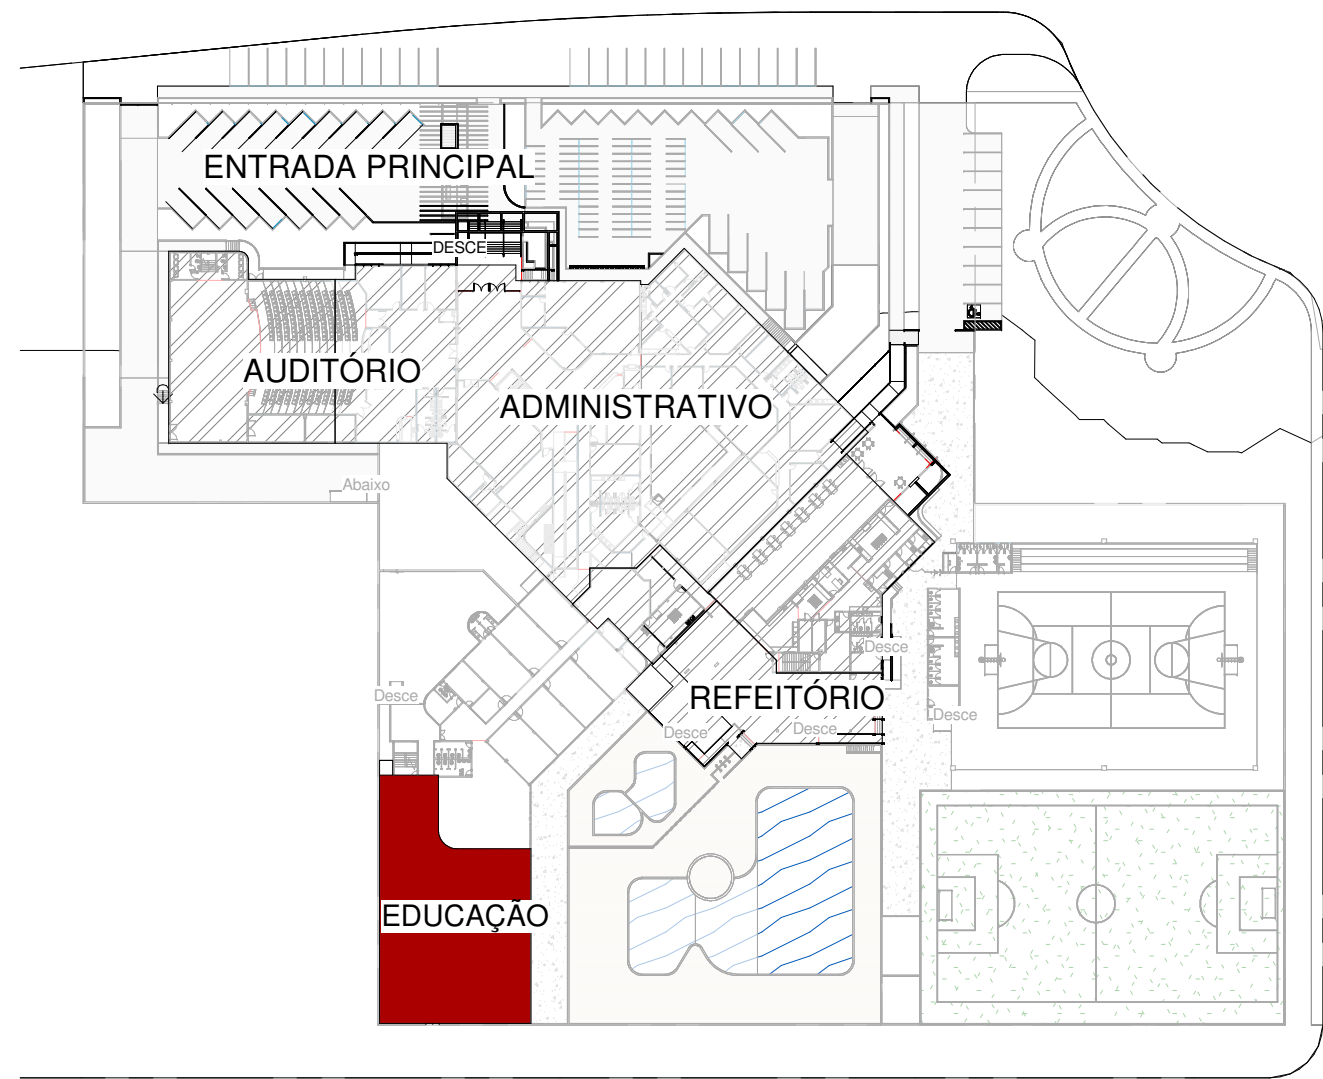 ENTRADA PRINCIPAL
DESCE
AUDITÓRIO
ADMINISTRATIVO
Abaixo
Desce
Desce
REFEITÓRIO
Desce
Desce
Desce
EDUCAÇÃO